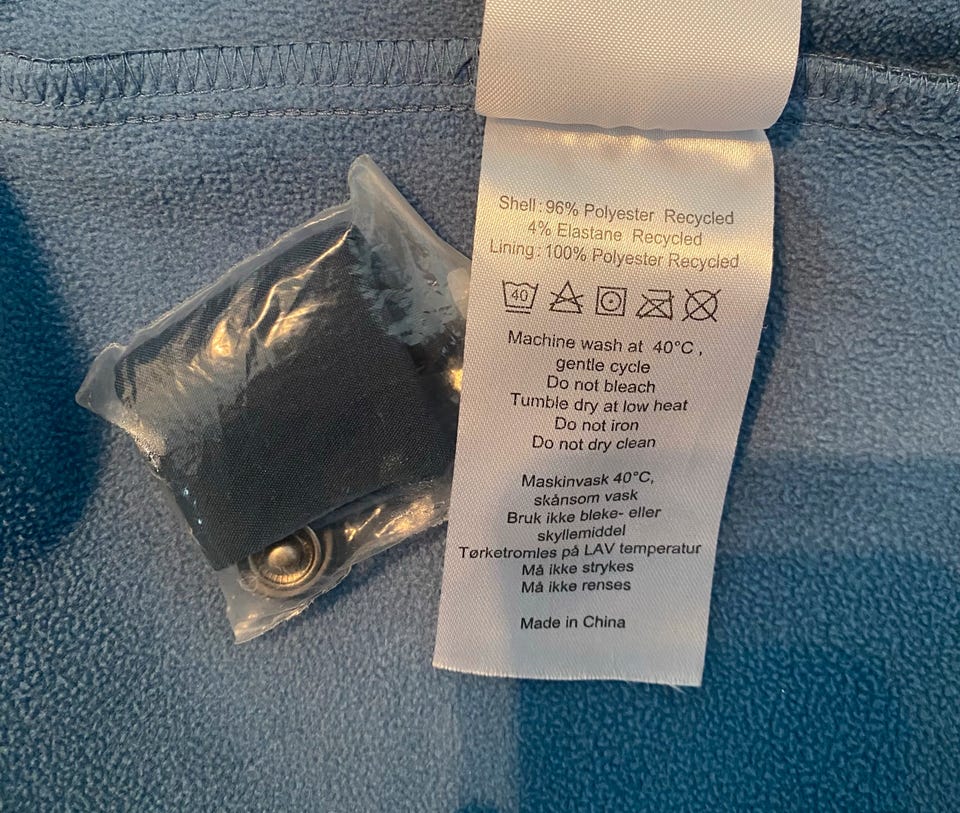 Shell: 96% Polyester Recycled
4% Elastane Recycled
Lining: 100% Polyester Recycled
40
Machine wash at 40°C,
gentle cycle
Do not bleach
Tumble dry at low heat
Do not iron
Do not dry clean
Maskinvask 40°C,
skånsom vask
Bruk ikke bleke- eller
skyllemiddel
Tørketromles på LAV temperatur
Må ikke strykes
Må ikke renses
Made in China